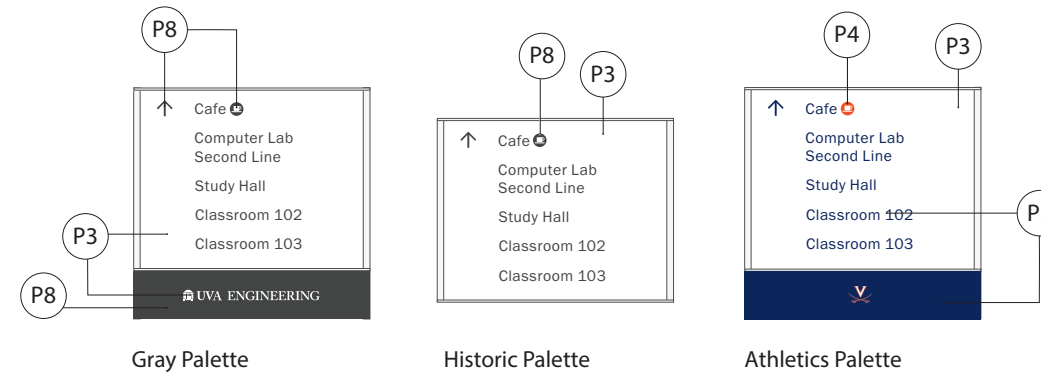 P8
Cafe
Computer Lab
Second Line
Study Hall
Classroom 102
Classroom 103
P3
P8
UVA ENGINEERING
Gray Palette
P8
P3
Cafe
Computer Lab
Second Line
Study Hall
Classroom 102
Classroom 103
Historic Palette
P4
P3
Cafe
Computer Lab
Second Line
Study Hall
Classroom 102
Classroom 103
P
V
Athletics Palette